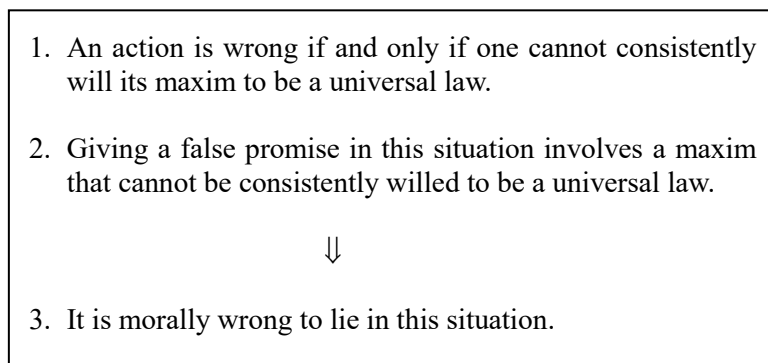 1. An action is wrong if and only if one cannot consistently
will its maxim to be a universal law.
2. Giving a false promise in this situation involves a maxim
that cannot be consistently willed to be a universal law.
⇓
3. It is morally wrong to lie in this situation.